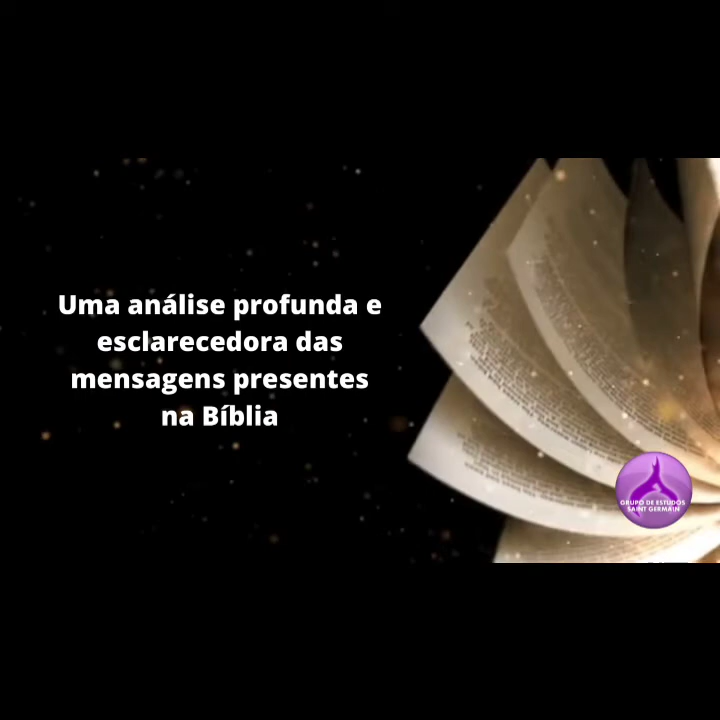 Uma análise profunda e
esclarecedora das
mensagens presentes
na Bíblia
GRUPO DE ESTUDOS
SAINT GERMAIN